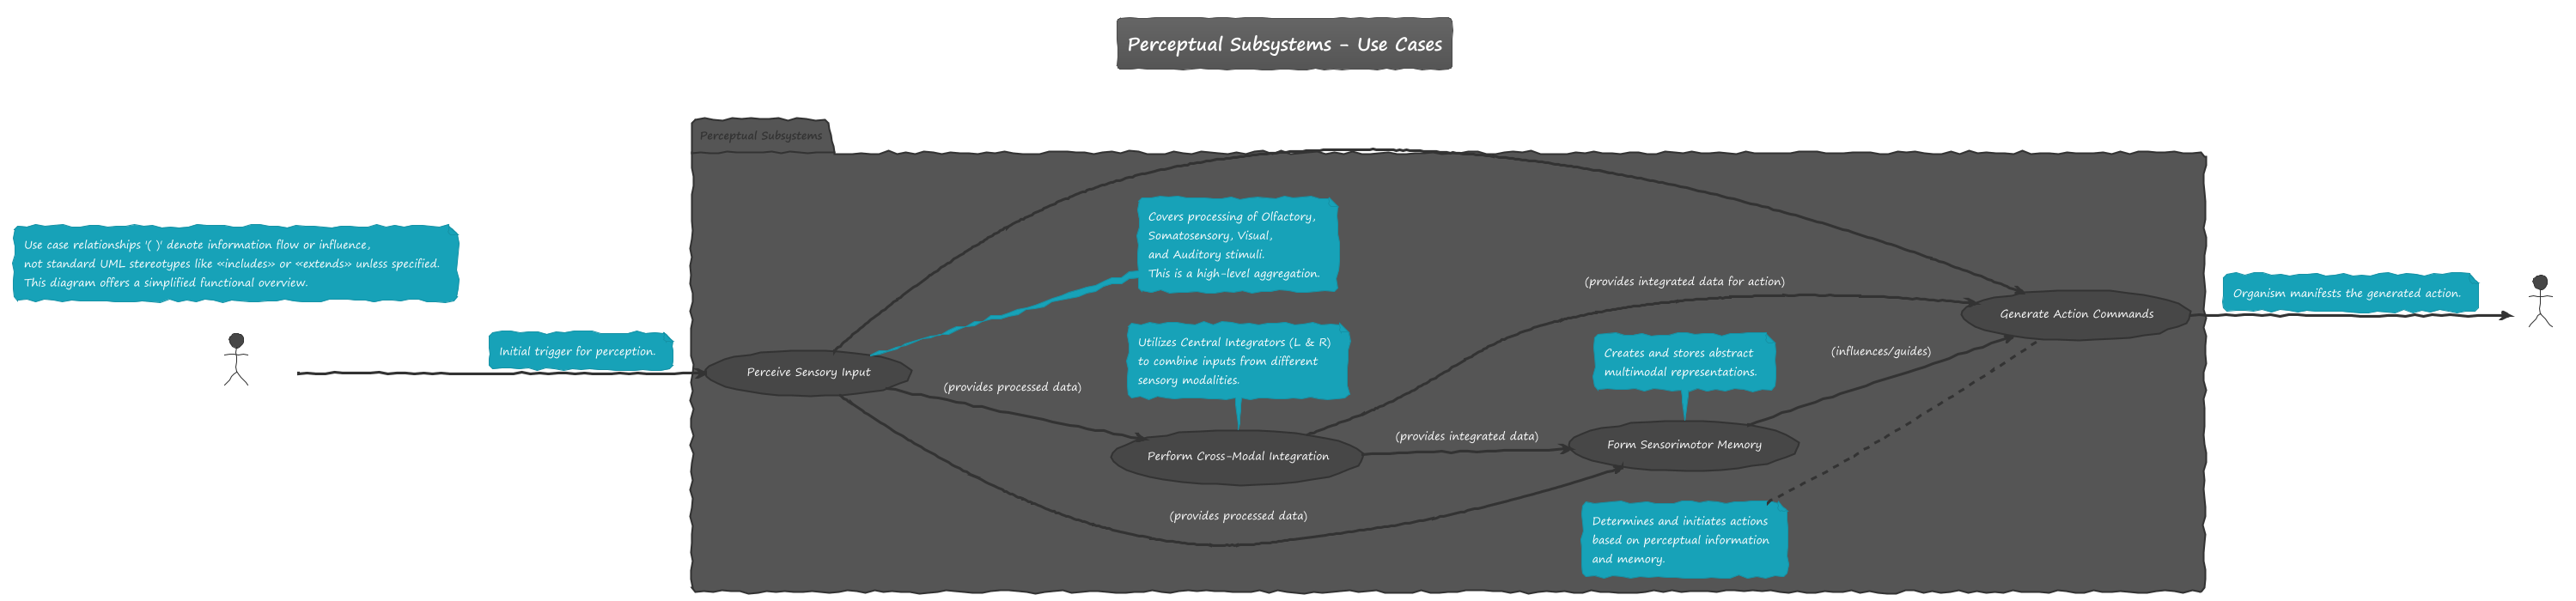 Perceptual Subsystems - Use Cases
Perceptual Subsystems
Use case relationships '( )' denote information flow or influence,
not standard UML stereotypes like «includes» or «extends» unless specified.
This diagram offers a simplified functional overview.
Initial trigger for perception.
Perceive Sensory Input
Covers processing of Olfactory,
Somatosensory, Visual,
and Auditory stimuli.
This is a high-level aggregation.
(provides processed data)
Utilizes Central Integrators (L & R)
to combine inputs from different
sensory modalities.
Perform Cross-Modal Integration
(provides processed data)
(provides integrated data)
(provides integrated data for action)
Creates and stores abstract
multimodal representations.
Form Sensorimotor Memory
(influences/guides)
Determines and initiates actions
based on perceptual information
and memory.
Generate Action Commands
Organism manifests the generated action.